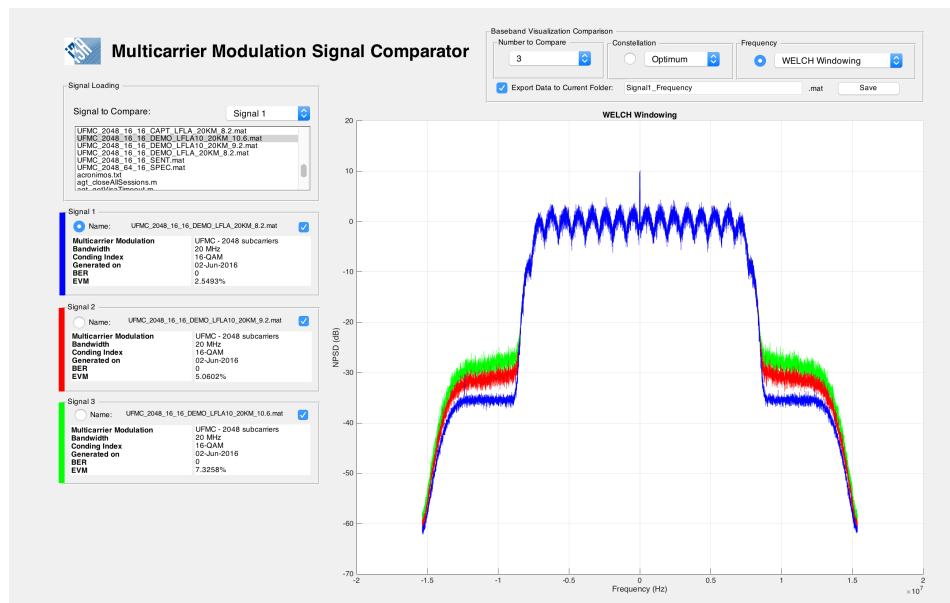 iSA
Multicarrier Modulation Signal Comparator
Baseband Visualization Comparison
Number to Compare
3
Constellation
Optimum
Frequency
WELCH Windowing
Export Data to Current Folder:
Signal1_Frequency
.mat
Save
Signal Loading
Signal to Compare:
Signal 1
UFMC_2048_16_16_CAPT_LFLA_20KM_8.2.mat
UFMC_2048_16_16_DEMO_LFLA10_20KM_10.6.mat
UFMC_2048_16_16_DEMO_LFLA10_20KM_9.2.mat
UFMC_2048_16_16_DEMO_LFLA_20KM_8.2.mat
UFMC_2048_16_16_SENT.mat
UFMC_2048_64_16_SPEC.mat
acronimos.txt
agt_closeAllSessions.m
agt_getVisaTimeout.m
Signal 1
Name: UFMC_2048_16_16_DEMO_LFLA_20KM_8.2.mat
Multicarrier Modulation UFMC - 2048 subcarriers
Bandwidth 20 MHz
Conding Index 16-QAM
Generated on 02-Jun-2016
BER 0
EVM 2.5493%
Signal 2
Name: UFMC_2048_16_16_DEMO_LFLA10_20KM_9.2.mat
Multicarrier Modulation UFMC - 2048 subcarriers
Bandwidth 20 MHz
Conding Index 16-QAM
Generated on 02-Jun-2016
BER 0
EVM 5.0602%
Signal 3
Name: UFMC_2048_16_16_DEMO_LFLA10_20KM_10.6.mat
Multicarrier Modulation UFMC - 2048 subcarriers
Bandwidth 20 MHz
Conding Index 16-QAM
Generated on 02-Jun-2016
BER 0
EVM 7.3258%
WELCH Windowing
NPSD (dB)
20
10
0
-10
-20
-30
-40
-50
-60
-70
-2 -1.5 -1 -0.5 0 0.5 1 1.5 2
Frequency (Hz)
×10^7